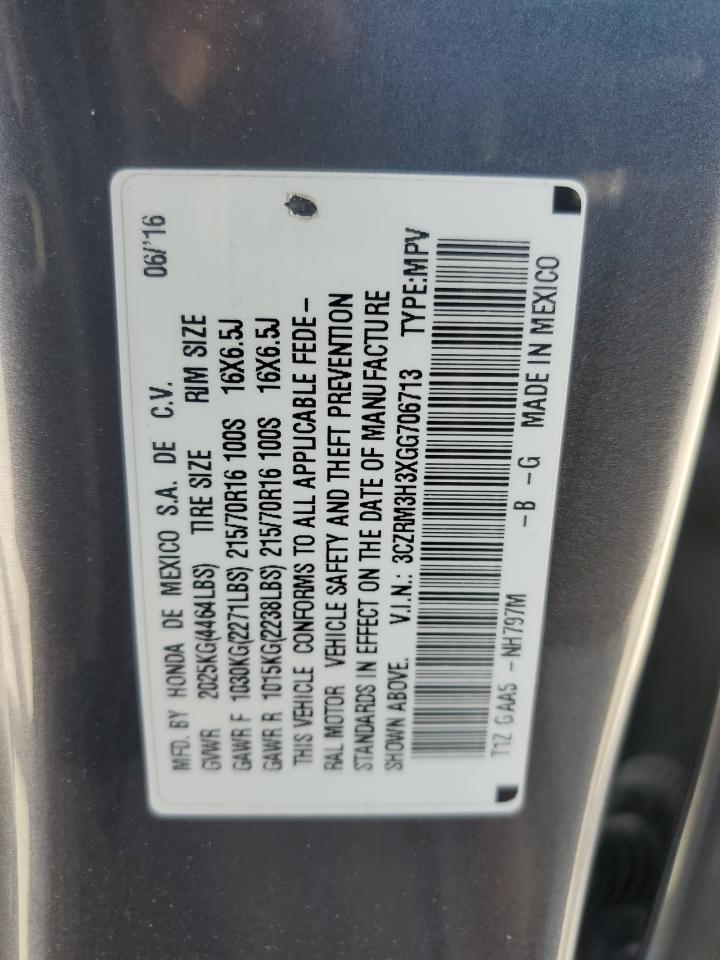 06/'16
MFD. BY HONDA DE MEXICO S.A. DE C.V.
GVWR 2025KG(4464LBS) TIRE SIZE RIM SIZE
GAWR F 1030KG(2271LBS) 215/70R16 100S 16X6.5J
GAWR R 1015KG(2238LBS) 215/70R16 100S 16X6.5J
THIS VEHICLE CONFORMS TO ALL APPLICABLE FEDE-
RAL MOTOR VEHICLE SAFETY AND THEFT PREVENTION
STANDARDS IN EFFECT ON THE DATE OF MANUFACTURE
SHOWN ABOVE. V.I.N.: 3CZRM3H3XGG706713 TYPE:MPV
T1Z GAA5 -NH797M -B -G MADE IN MEXICO